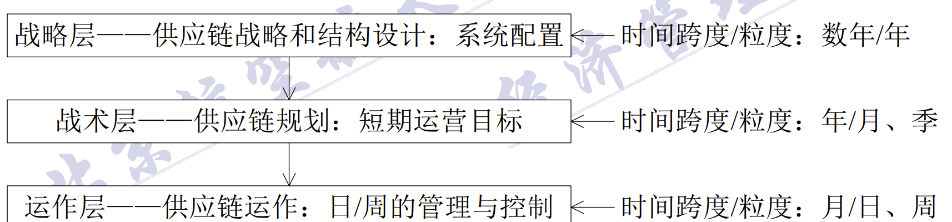 战略层——供应链战略和结构设计：系统配置 时间跨度/粒度：数年/年
战术层——供应链规划：短期运营目标 时间跨度/粒度：年/月、季
运作层——供应链运作：日/周的管理与控制 时间跨度/粒度：月/日、周